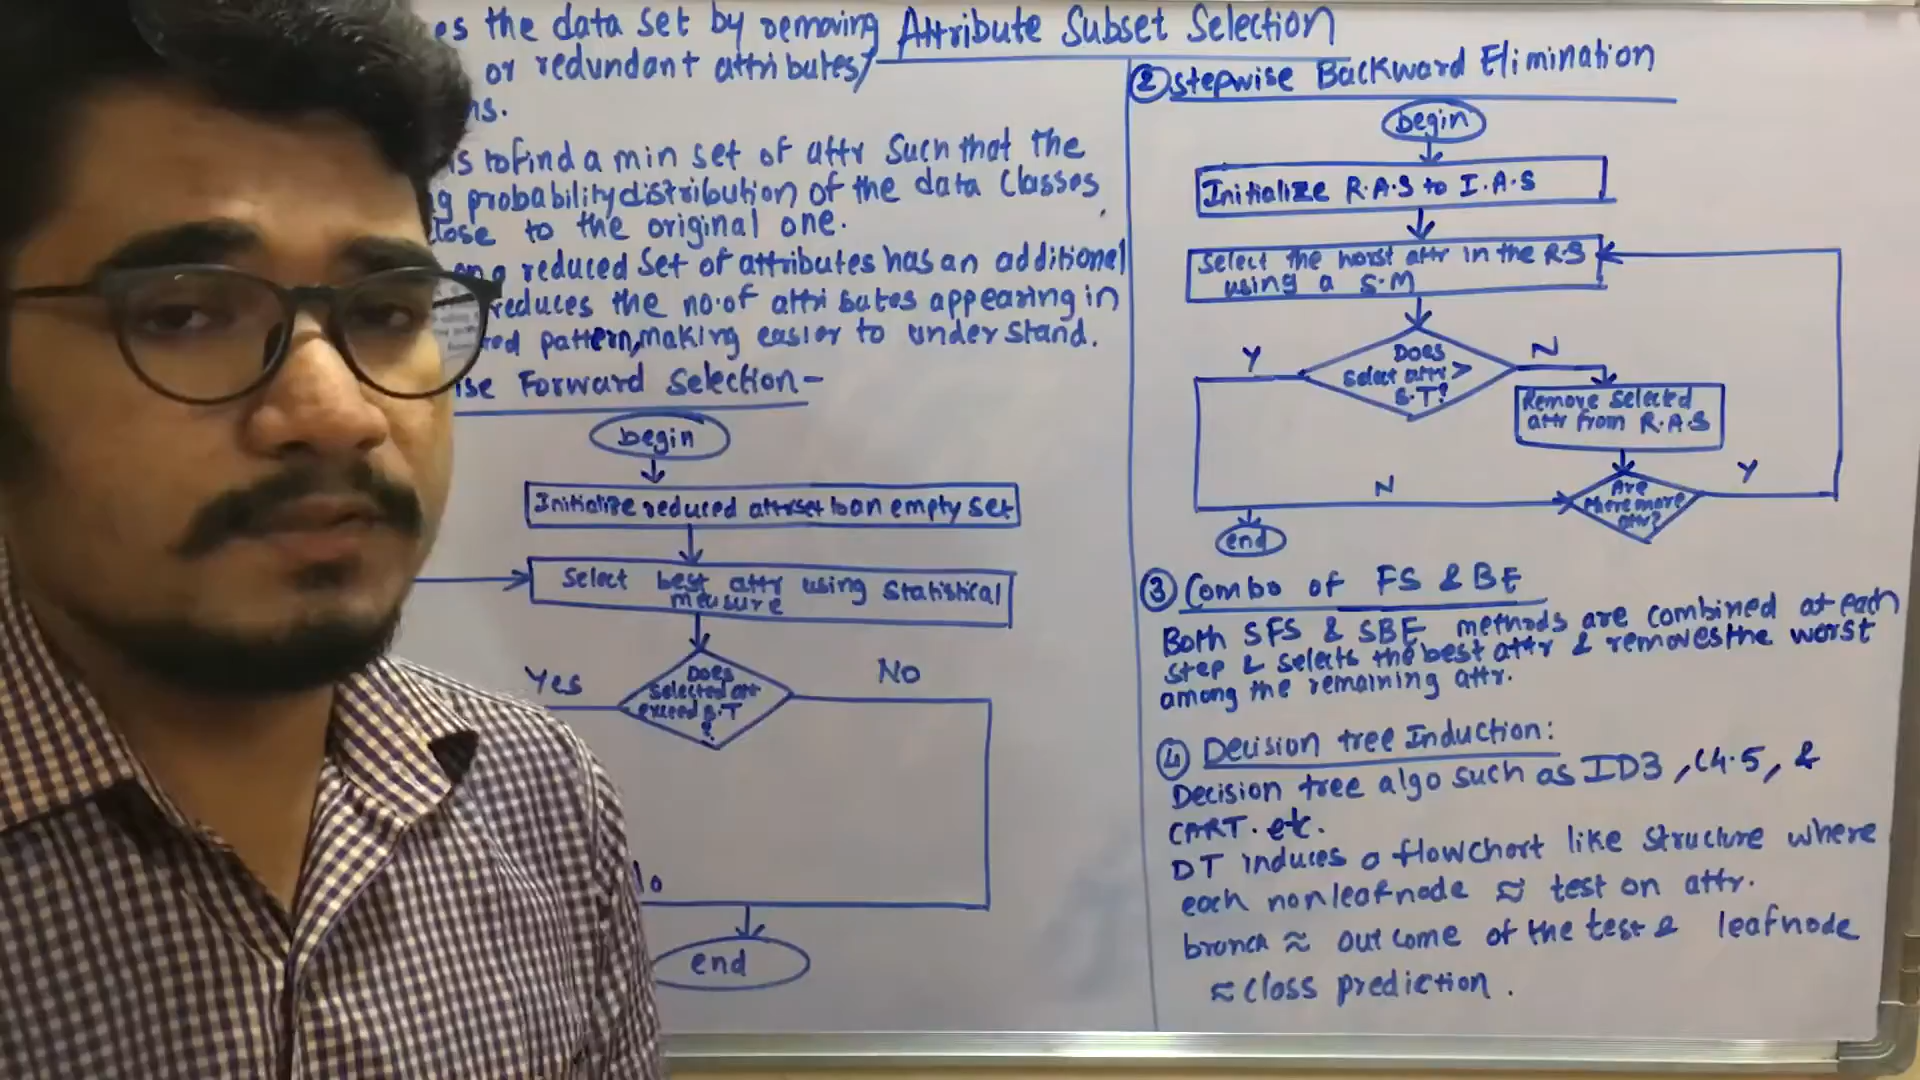 es the data set by removing
or redundant attributes/
ns.
is to find a min set of attr such that the
g probability distribution of the data classes
lose to the original one.
on a reduced set of attributes has an additional
reduces the no.of attributes appearing in
ted pattern, making easier to understand.
ise Forward Selection-
begin
Initialize reduced attrset to an empty set
Select best attr using statistical
measure
Does
selected att
exceed S.T
?
Yes
No
No
end
Attribute Subset Selection
② Stepwise Backward Elimination
begin
Initialize R.A.S to I.A.S
Select the worst attr in the R.S
using a S.M
Does
Select attr >
S.T?
Y
N
Remove selected
attr from R.A.S
Are
there more
attr?
N
Y
end
③ Combo of FS & BE
Both SFS & SBE methods are combined at each
step & selects the best attr & removes the worst
among the remaining attr.
④ Decision tree Induction:
Decision tree algo such as ID3, C4.5, &
CART. etc.
DT induces a flowchart like structure where
each nonleafnode ≈ test on attr.
branch ≈ outcome of the test & leafnode
≈ class prediction.